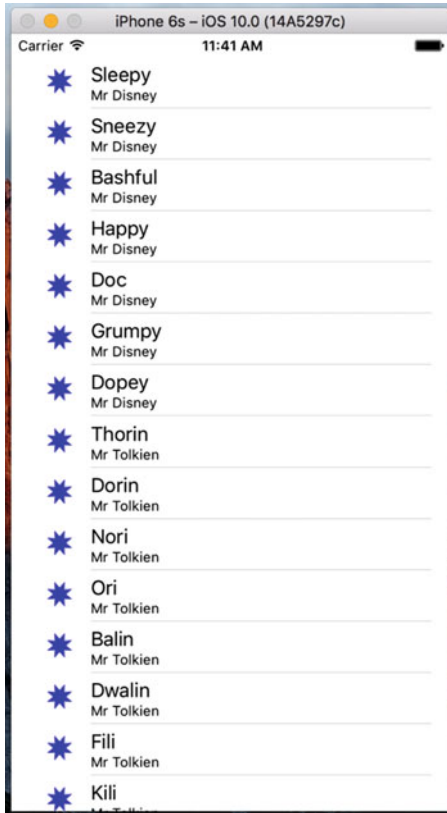 iPhone 6s – iOS 10.0 (14A5297c)
Carrier 11:41 AM
Sleepy
Mr Disney
Sneezy
Mr Disney
Bashful
Mr Disney
Happy
Mr Disney
Doc
Mr Disney
Grumpy
Mr Disney
Dopey
Mr Disney
Thorin
Mr Tolkien
Dorin
Mr Tolkien
Nori
Mr Tolkien
Ori
Mr Tolkien
Balin
Mr Tolkien
Dwalin
Mr Tolkien
Fili
Mr Tolkien
Kili